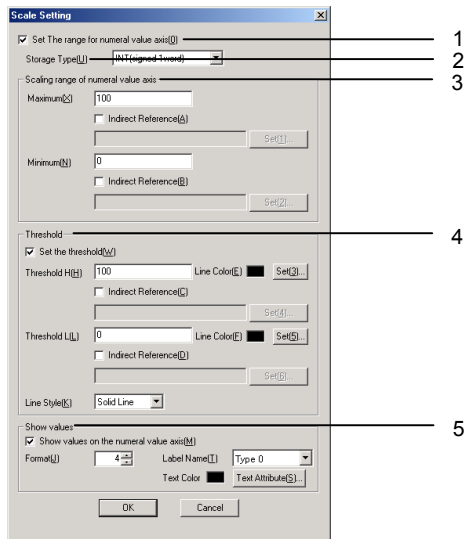 Scale Setting
Set The range for numeral value axis(0) 1
Storage Type(U) INT(signed 1word) 2
Scaling range of numeral value axis 3
Maximum(X) 100
Indirect Reference(A)
Set(1)...
Minimum(N) 0
Indirect Reference(B)
Set(2)...
Threshold 4
Set the threshold(W)
Threshold H(H) 100 Line Color(E) Set(3)...
Indirect Reference(C)
Set(4)...
Threshold L(L) 0 Line Color(F) Set(5)...
Indirect Reference(D)
Set(6)...
Line Style(K) Solid Line
Show values 5
Show values on the numeral value axis(M)
Format(J) 4 Label Name(T) Type 0
Text Color Text Attribute(S)...
OK Cancel